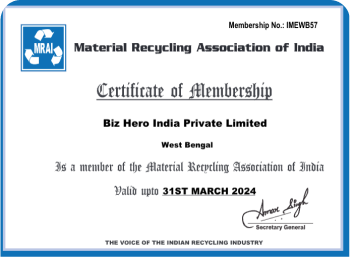 Membership No.: IMEWB57
MRAI
Material Recycling Association of India
Certificate of Membership
Biz Hero India Private Limited
West Bengal
Is a member of the Material Recycling Association of India
Valid upto 31ST MARCH 2024
Aman Sigh
Secretary General
THE VOICE OF THE INDIAN RECYCLING INDUSTRY